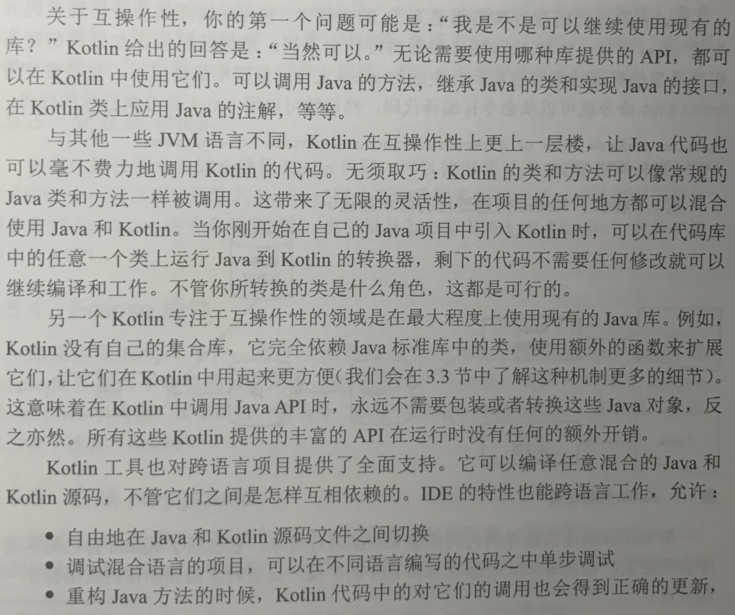 关于互操作性，你的第一个问题可能是：“我是不是可以继续使用现有的
库？”Kotlin 给出的回答是：“当然可以。”无论需要使用哪种库提供的 API，都可
以在 Kotlin 中使用它们。可以调用 Java 的方法，继承 Java 的类和实现 Java 的接口，
在 Kotlin 类上应用 Java 的注解，等等。
与其他一些 JVM 语言不同，Kotlin 在互操作性上更上一层楼，让 Java 代码也
可以毫不费力地调用 Kotlin 的代码。无须取巧：Kotlin 的类和方法可以像常规的
Java 类和方法一样被调用。这带来了无限的灵活性，在项目的任何地方都可以混合
使用 Java 和 Kotlin。当你刚开始在自己的 Java 项目中引入 Kotlin 时，可以在代码库
中的任意一个类上运行 Java 到 Kotlin 的转换器，剩下的代码不需要任何修改就可以
继续编译和工作。不管你所转换的类是什么角色，这都是可行的。
另一个 Kotlin 专注于互操作性的领域是在最大程度上使用现有的 Java 库。例如，
Kotlin 没有自己的集合库，它完全依赖 Java 标准库中的类，使用额外的函数来扩展
它们，让它们在 Kotlin 中用起来更方便（我们会在 3.3 节中了解这种机制更多的细节）。
这意味着在 Kotlin 中调用 Java API 时，永远不需要包装或者转换这些 Java 对象，反
之亦然。所有这些 Kotlin 提供的丰富的 API 在运行时没有任何的额外开销。
Kotlin 工具也对跨语言项目提供了全面支持。它可以编译任意混合的 Java 和
Kotlin 源码，不管它们之间是怎样互相依赖的。IDE 的特性也能跨语言工作，允许：
● 自由地在 Java 和 Kotlin 源码文件之间切换
● 调试混合语言的项目，可以在不同语言编写的代码之中单步调试
● 重构 Java 方法的时候，Kotlin 代码中的对它们的调用也会得到正确的更新，